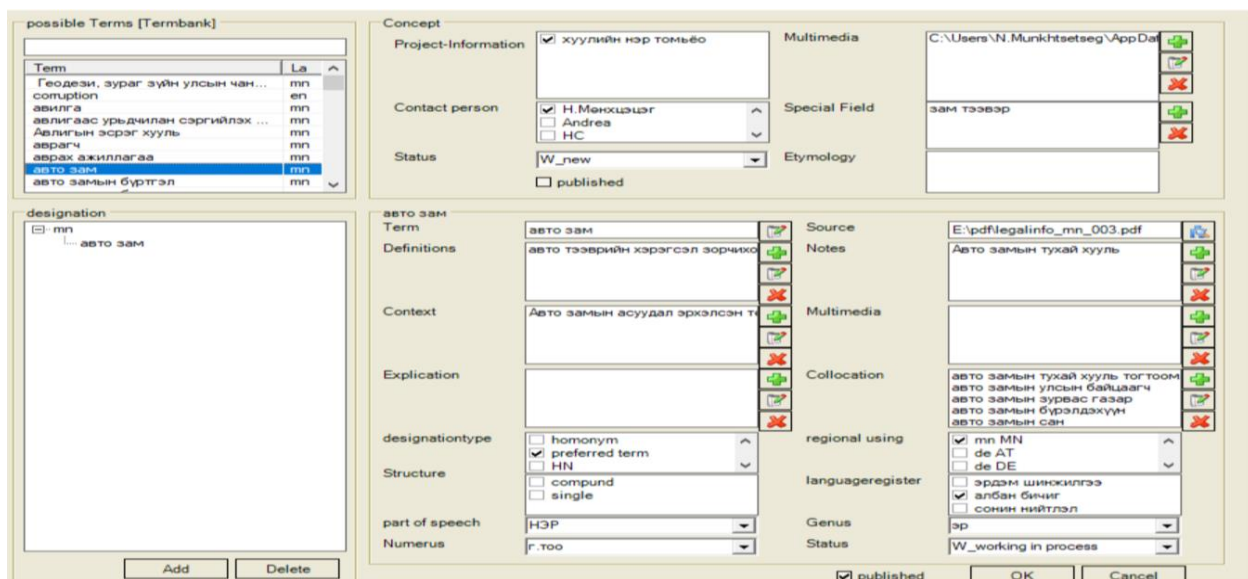 possible Terms [Termbank]
Term La
Геодези, зураг зүйн улсын чан... mn
corruption en
авилга mn
авлигаас урьдчилан сэргийлэх ... mn
Авлигын эсрэг хууль mn
аврагч mn
аврах ажиллагаа mn
авто зам mn
авто замын бүртгэл mn
designation
mn
авто зам
Add Delete
Concept
Project-Information
хуулийн нэр томьёо
Contact person
Н.Мөнхцэцэг
Andrea
HC
Status
W_new
published
Multimedia
C:\Users\N.Munkhtsetseg\AppDat
Special Field
зам тээвэр
Etymology
авто зам
Term
авто зам
Definitions
авто тээврийн хэрэгсэл зорчихо
Context
Авто замын асуудал эрхэлсэн т
Explication
designationtype
homonym
preferred term
HN
Structure
compund
single
part of speech
НЭР
Numerus
г.тоо
Source
E:\pdf\legalinfo_mn_003.pdf
Notes
Авто замын тухай хууль
Multimedia
Collocation
авто замын тухай хууль тогтоом
авто замын улсын байцаагч
авто замын зурвас газар
авто замын бүрэлдэхүүн
авто замын сан
regional using
mn MN
de AT
de DE
languageregister
эрдэм шинжилгээ
албан бичиг
сонин нийтлэл
Genus
эр
Status
W_working in process
published
OK Cancel